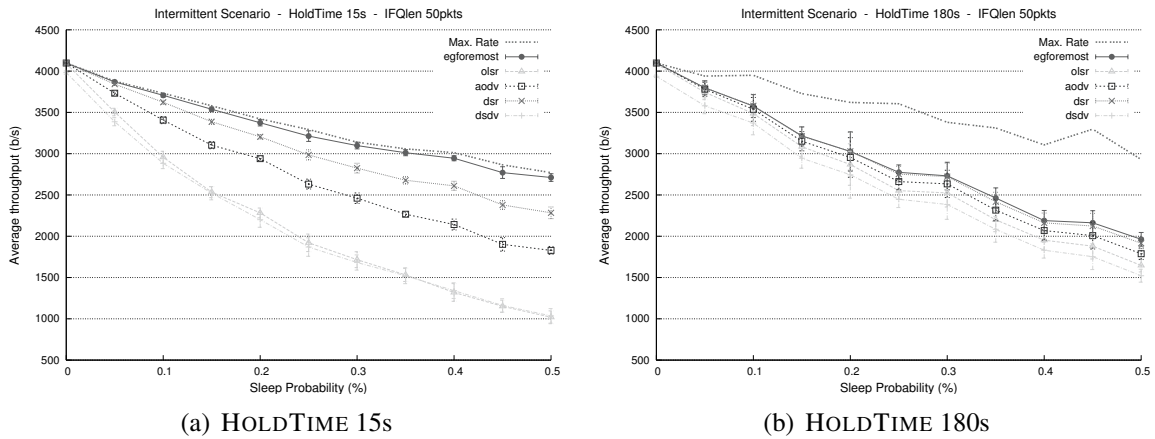 Intermittent Scenario - HoldTime 15s - IFQlen 50pkts
4500
4000
3500
3000
2500
2000
1500
1000
500
Average throughput (b/s)
Max. Rate
egforemost
olsr
aodv
dsr
dsdv
0 0.1 0.2 0.3 0.4 0.5
Sleep Probability (%)
(a) HOLDTIME 15s
Intermittent Scenario - HoldTime 180s - IFQlen 50pkts
4500
4000
3500
3000
2500
2000
1500
1000
500
Average throughput (b/s)
Max. Rate
egforemost
olsr
aodv
dsr
dsdv
0 0.1 0.2 0.3 0.4 0.5
Sleep Probability (%)
(b) HOLDTIME 180s